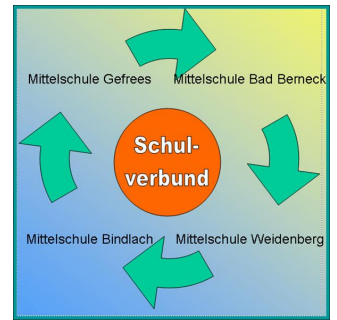 Mittelschule Gefrees
Mittelschule Bad Berneck
Schul-
verbund
Mittelschule Bindlach
Mittelschule Weidenberg